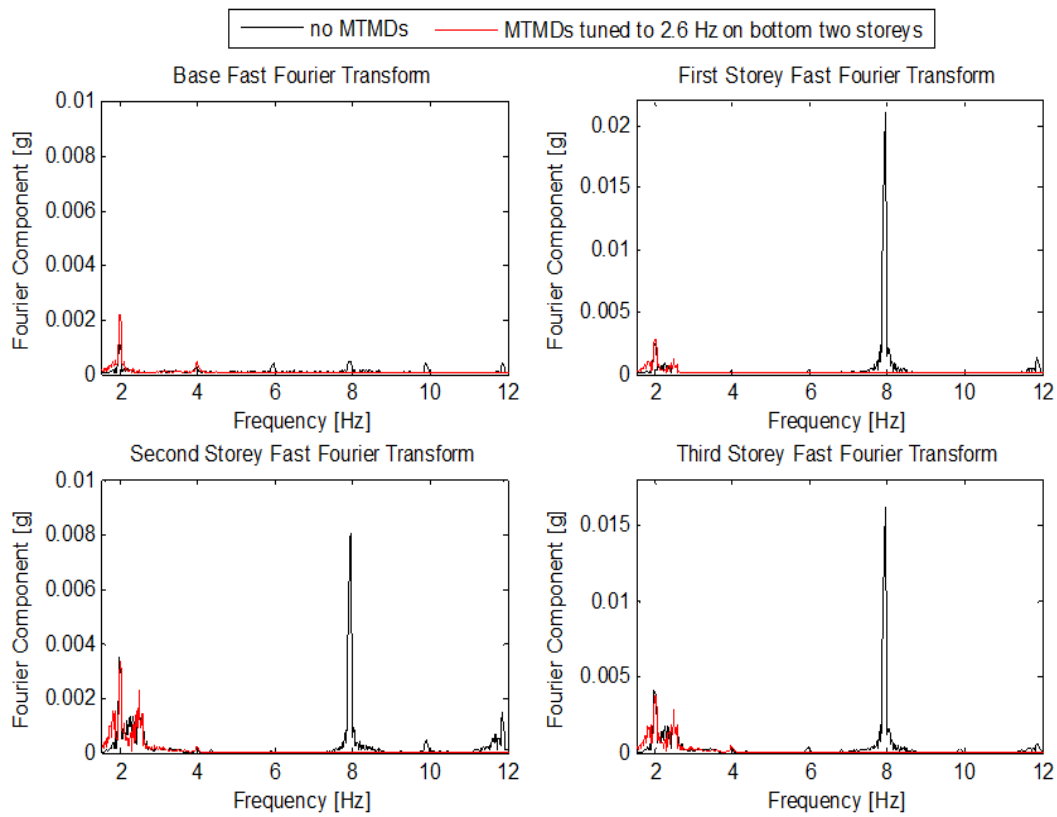 no MTMDs
MTMDs tuned to 2.6 Hz on bottom two storeys
Base Fast Fourier Transform
Fourier Component [g]
0.01
0.008
0.006
0.004
0.002
0
2 4 6 8 10 12
Frequency [Hz]
First Storey Fast Fourier Transform
Fourier Component [g]
0.02
0.015
0.01
0.005
0
2 4 6 8 10 12
Frequency [Hz]
Second Storey Fast Fourier Transform
Fourier Component [g]
0.01
0.008
0.006
0.004
0.002
0
2 4 6 8 10 12
Frequency [Hz]
Third Storey Fast Fourier Transform
Fourier Component [g]
0.015
0.01
0.005
0
2 4 6 8 10 12
Frequency [Hz]